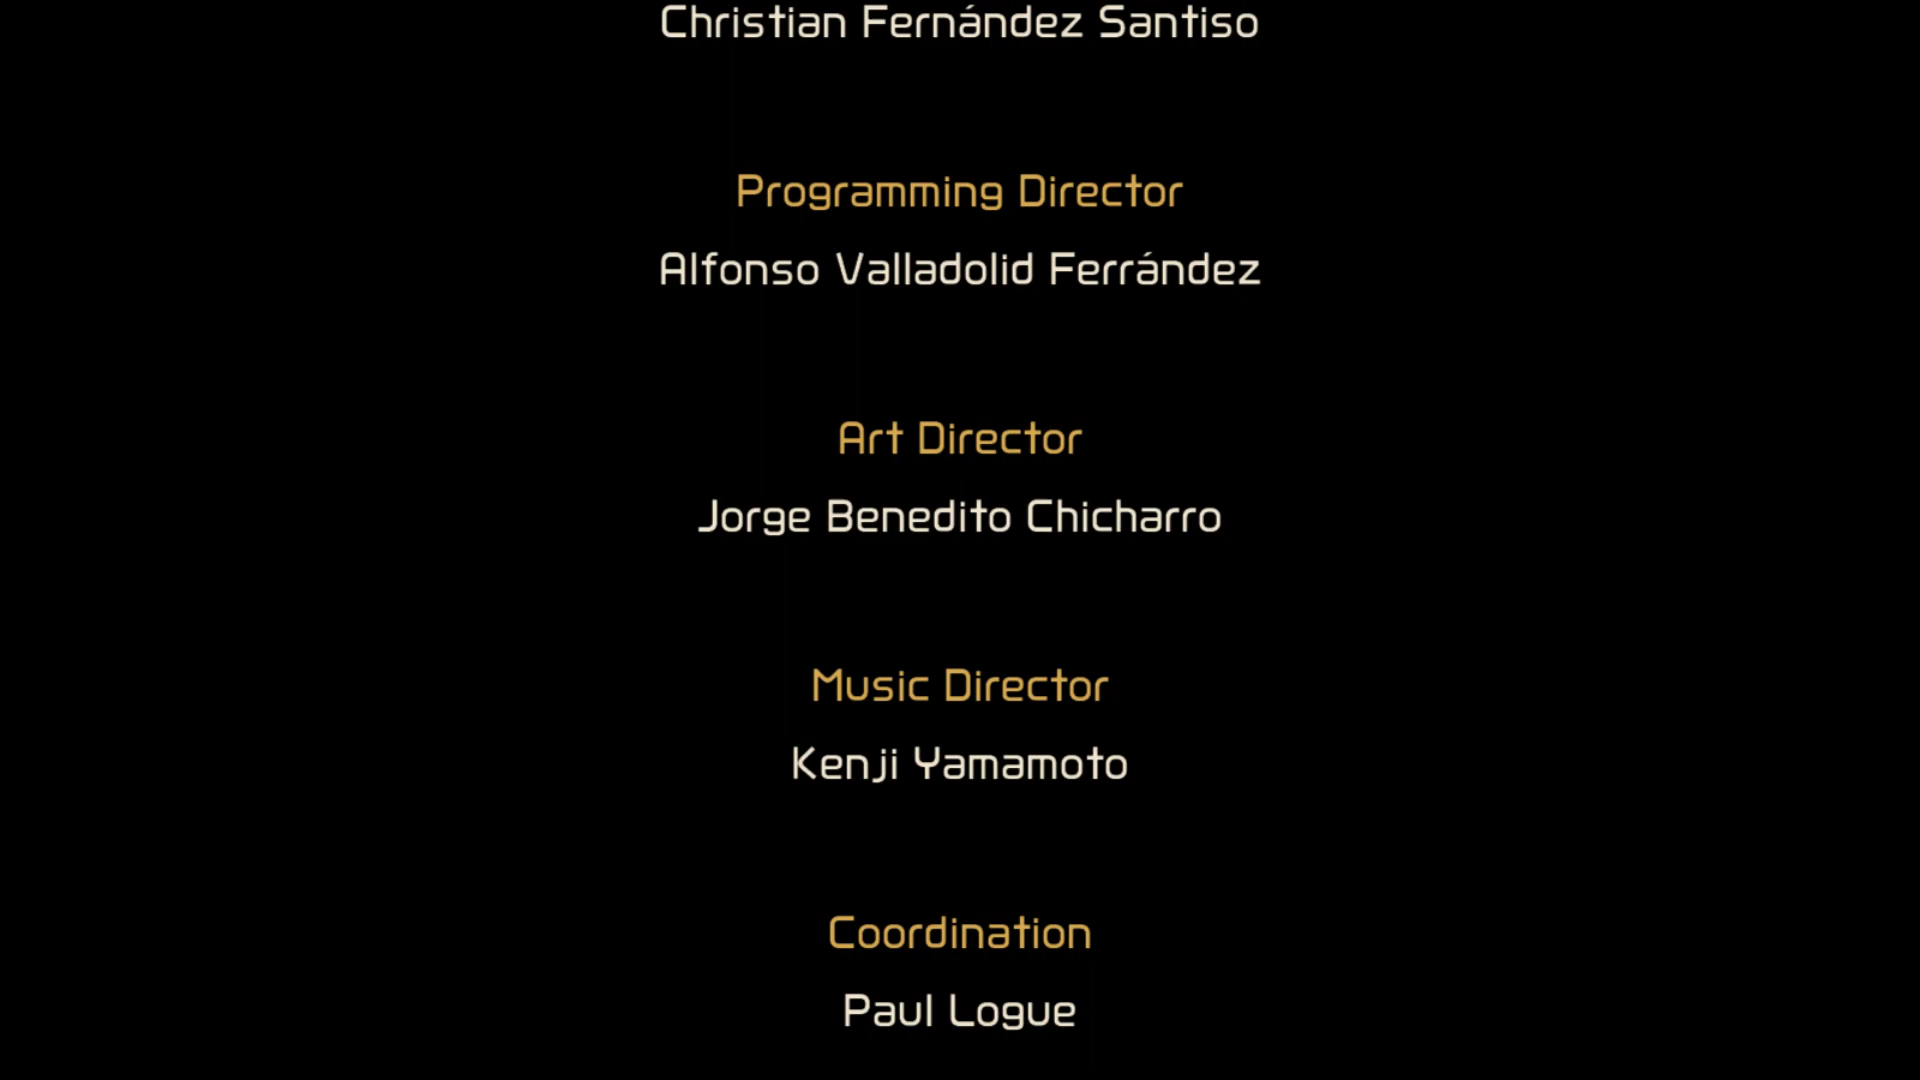 Christian Fernández Santiso
Programming Director
Alfonso Valladolid Ferrández
Art Director
Jorge Benedito Chicharro
Music Director
Kenji Yamamoto
Coordination
Paul Logue